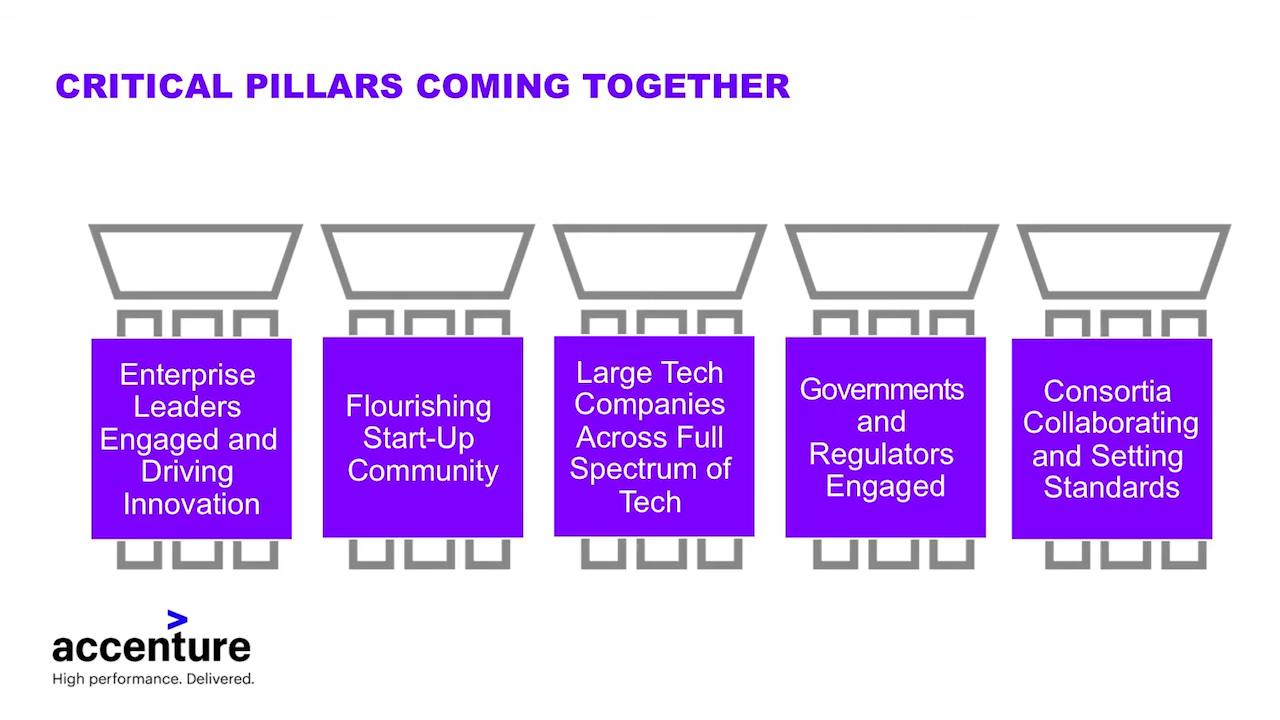 CRITICAL PILLARS COMING TOGETHER
Enterprise
Leaders
Engaged and
Driving
Innovation
Flourishing
Start-Up
Community
Large Tech
Companies
Across Full
Spectrum of
Tech
Governments
and
Regulators
Engaged
Consortia
Collaborating
and Setting
Standards
accenture
High performance. Delivered.